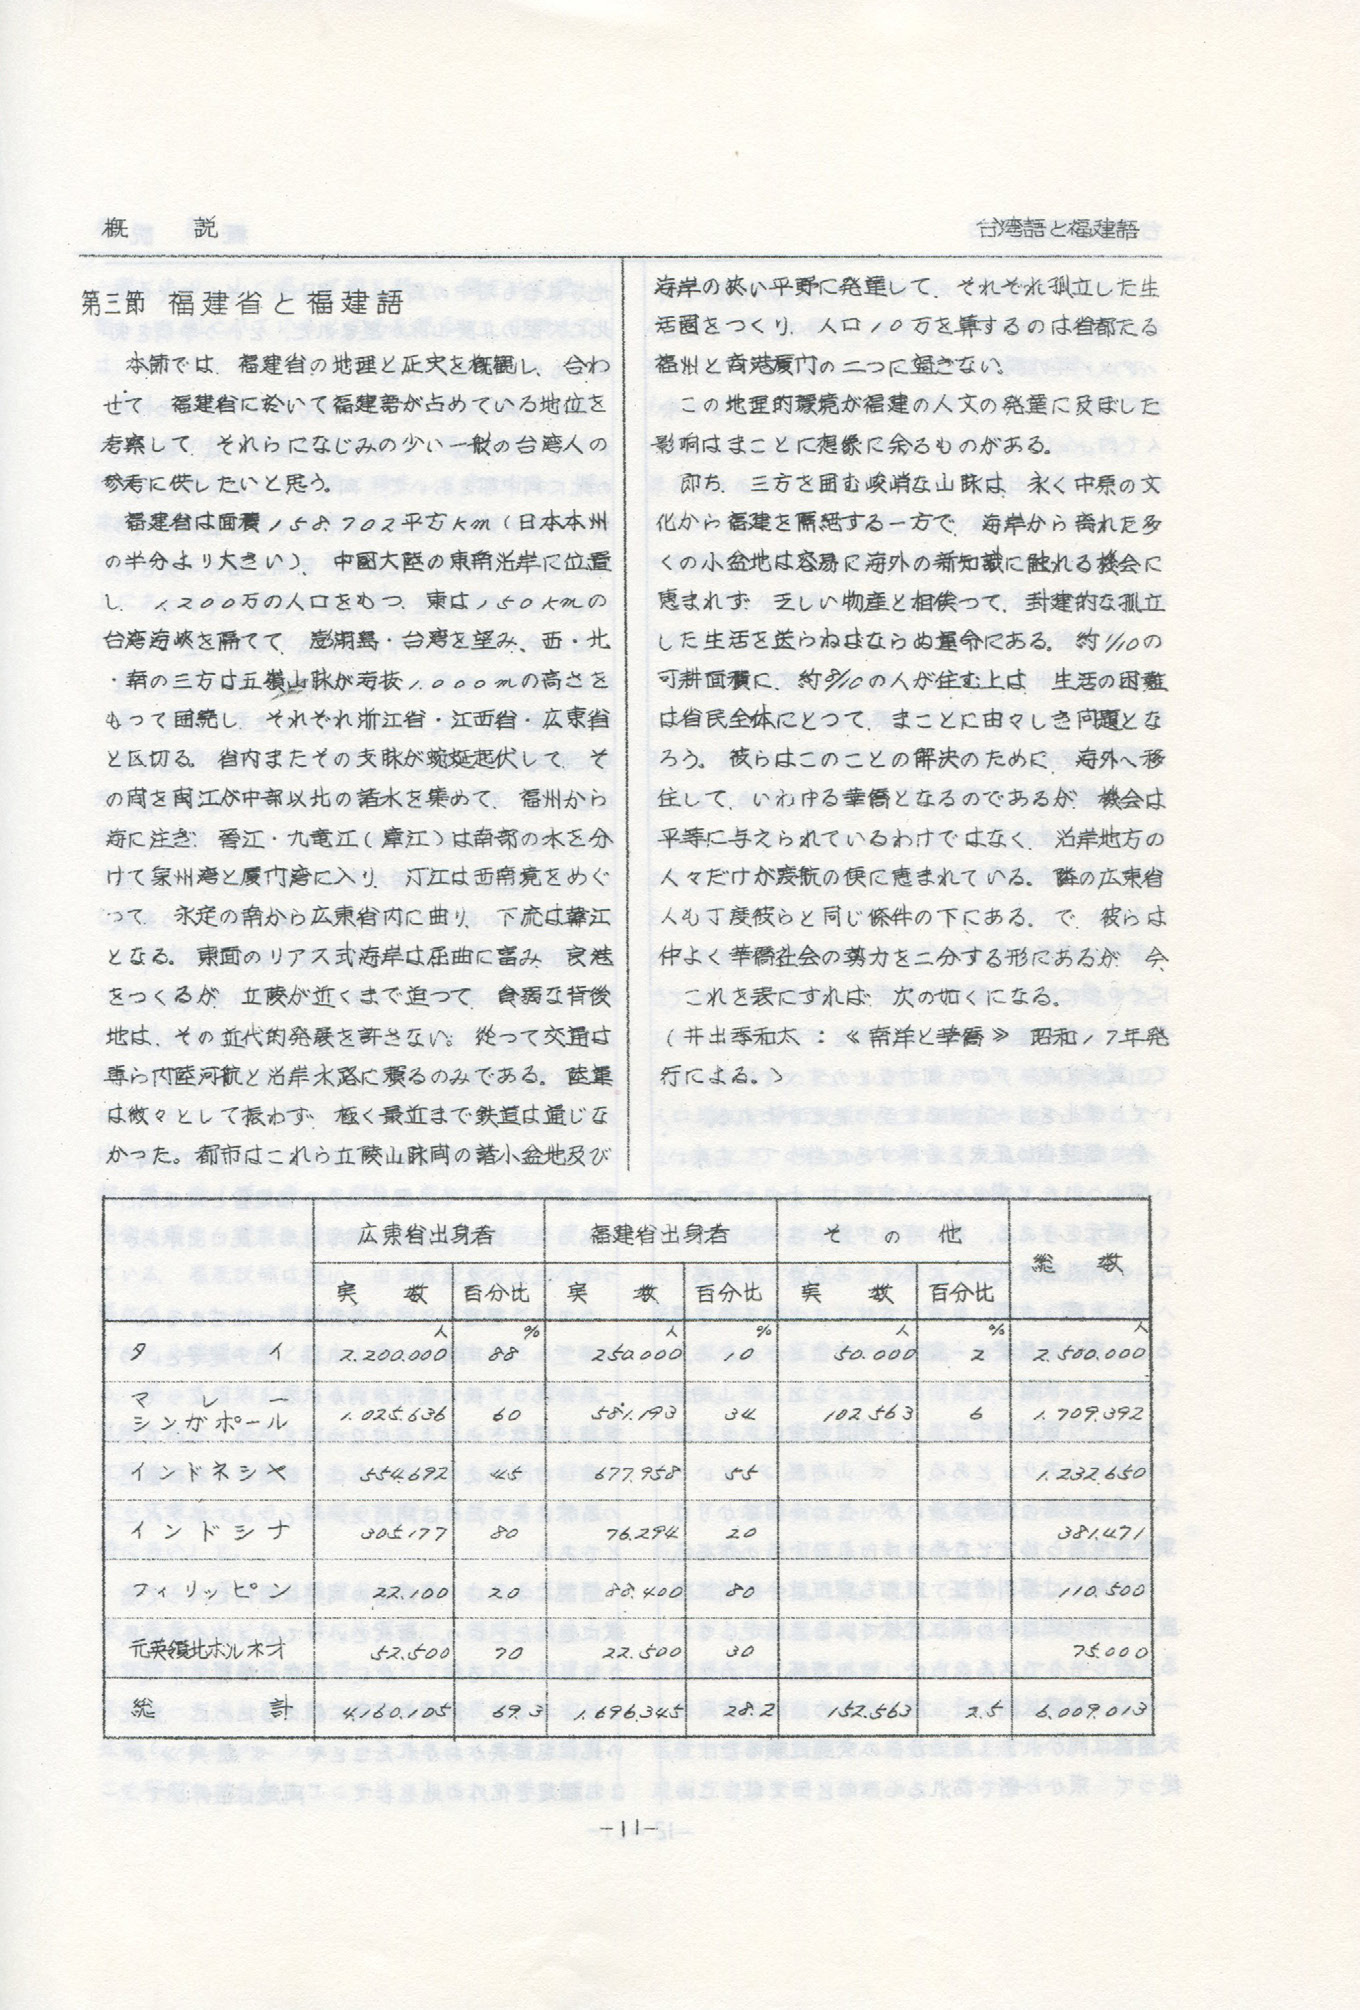 概　説
台湾語と福建語
第三節 福建省と福建語
本節では、福建省の地理と歴史を概観し、合わ
せて、福建省に於いて福建語が占めている地位を
考察して、それらになじみの少い一般の台湾人の
参考に供したいと思う。
福建省は面積158.702平方km(日本本州
の半分より大きい)、中國大陸の東南沿岸に位置
し、1.200万の人口をもつ。東は150kmの
台湾海峡を隔てて、澎湖島・台湾を望み、西・北
・南の三方は五嶺山脉が海抜1.000mの高さを
もって囲繞し、それぞれ浙江省・江西省・広東省
と区切る。省内またその支脉が蜿蜒起伏して、そ
の間を閩江が中部以北の諸水を集めて、福州から
海に注ぎ、晋江・九竜江(漳江)は南部の水を分
けて泉州湾と厦門湾に入り、汀江は西南境をめぐ
って、永定の南から広東省内に曲り、下流は韓江
となる。東面のリアス式海岸は屈曲に富み、良港
をつくるが、丘陵が近くまで迫つて、貧弱な背後
地は、その近代的発展を許さない。從って交通は
専ら内陸河航と沿岸水路に頼るのみである。陸運
は微々として振わず、極く最近まで鉄道は通じな
かった。都市はこれら丘陵山脉間の諸小盆地及び
海岸の狭い平野に発達して、それぞれ孤立した生
活圏をつくり、人口10万を算するのは省都たる
福州と商港厦門の二つに過ぎない。
この地理的環境が福建の人文の発達に及ぼした
影响はまことに想象に余るものがある。
即ち、三方を囲む峻峭な山脉は、永く中原の文
化から福建を隔絶する一方で、海岸から离れた多
くの小盆地は容易に海外の新知識に触れる機会に
恵まれず、乏しい物産と相俟つて、封建的な孤立
した生活を送らねばならぬ運命にある。約1/10の
可耕面積に、約9/10の人が住む上は、生活の困難
は省民全体にとつて、まことに由々しき问題とな
ろう。彼らはこのことの解決のために、海外へ移
住して、いわゆる華僑となるのであるが、機会は
平等に与えられているわけではなく、沿岸地方の
人々だけが渡航の便に恵まれている。隣の広東省
人も丁度彼らと同じ條件の下にある。で、彼らは
仲よく華僑社会の勢力を二分する形にあるが、今
これを表にすれば、次の如くになる。
(井出季和太:≪南洋と華僑≫ 昭和17年発
行による。)
広東省出身者　福建省出身者　その他　総数
実数　百分比　実数　百分比　実数　百分比
人　%　人　%　人　%　人
タイ　2.200.000　88　250.000　10　50.000　2　2.500.000
マレー
シンガポール　1.025.636　60　581.193　34　102.563　6　1.709.392
インドネシヤ　554.692　45　677.958　55　1.232.650
インドシナ　305.177　80　76.294　20　381.471
フィリッピン　22.100　20　88.400　80　110.500
元英領北ボルネオ　52.500　70　22.500　30　75.000
総計　4.160.105　69.3　1.696.345　28.2　152.563　2.5　6.009.013
—11—